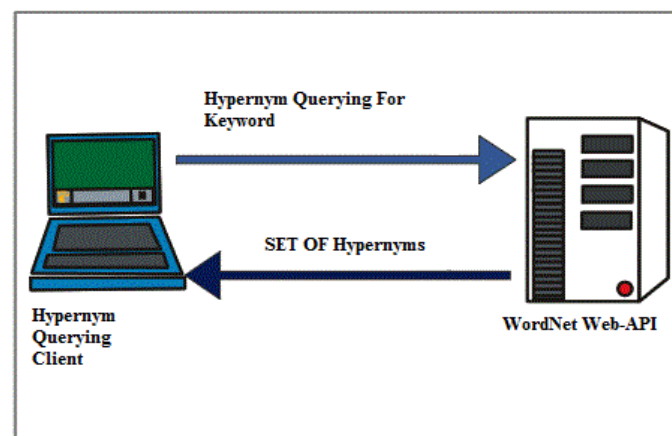 Hypernym Querying For
Keyword
SET OF Hypernyms
Hypernym
Querying
Client
WordNet Web-API